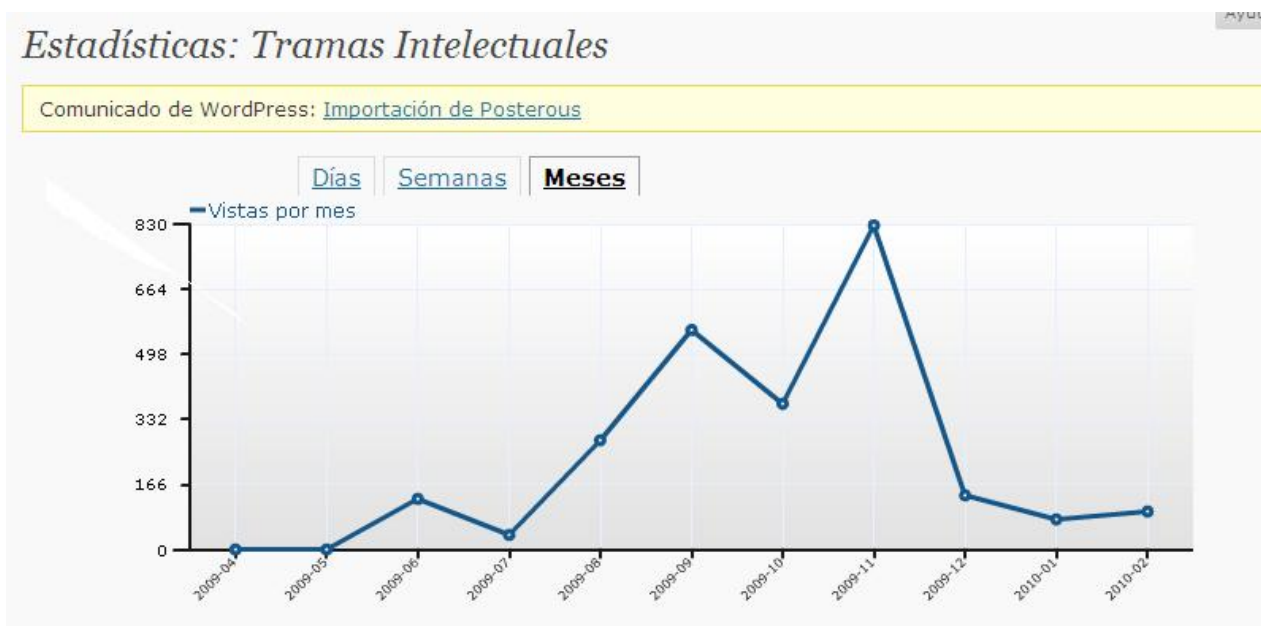 Estadísticas: Tramas Intelectuales
Comunicado de WordPress: Importación de Posterous
Días Semanas Meses
Vistas por mes
830
664
498
332
166
0
2009-04 2009-05 2009-06 2009-07 2009-08 2009-09 2009-10 2009-11 2009-12 2010-01 2010-02